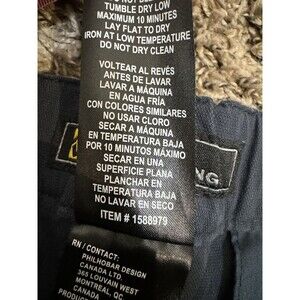 TUMBLE DRY LOW
MAXIMUM 10 MINUTES
LAY FLAT TO DRY
IRON AT LOW TEMPERATURE
DO NOT DRY CLEAN
VOLTEAR AL REVÉS
ANTES DE LAVAR
LAVAR A MÁQUINA
EN AGUA FRÍA
CON COLORES SIMILARES
NO USAR CLORO
SECAR A MÁQUINA
EN TEMPERATURA BAJA
POR 10 MINUTOS MÁXIMO
SECAR EN UNA
SUPERFICIE PLANA
PLANCHAR EN
TEMPERATURA BAJA
NO LAVAR EN SECO
ITEM # 1588979
NG
RN / CONTACT:
PHILHOBAR DESIGN
CANADA LTD
365 LOUVAIN WEST
MONTREAL, QC
CANADA